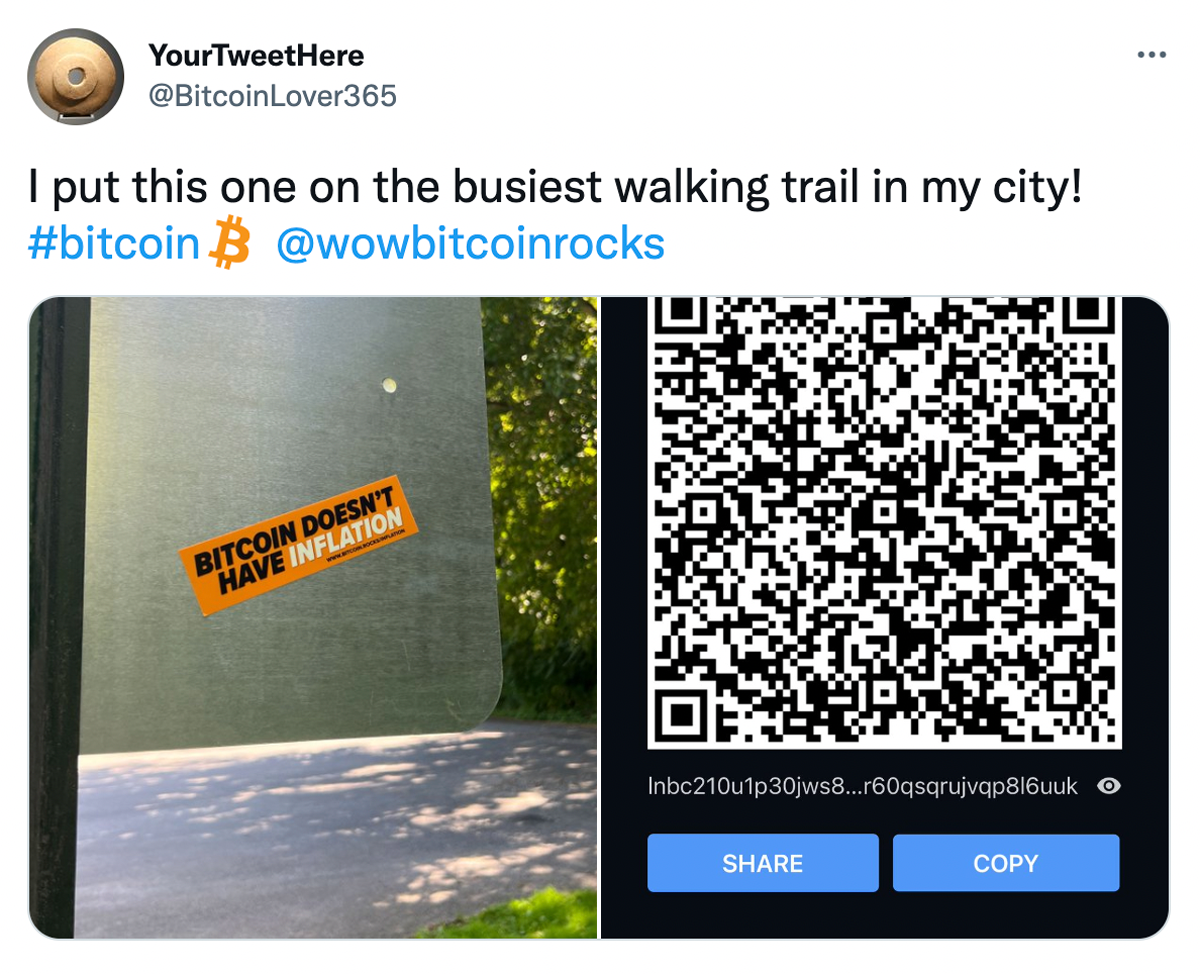 YourTweetHere
@BitcoinLover365
I put this one on the busiest walking trail in my city!
#bitcoin @wowbitcoinrocks
BITCOIN DOESN'T
HAVE INFLATION
WWW.BITCOIN.ROCKS/INFLATION
lnbc210u1p30jws8...r60qsqrujvqp8l6uuk
SHARE
COPY